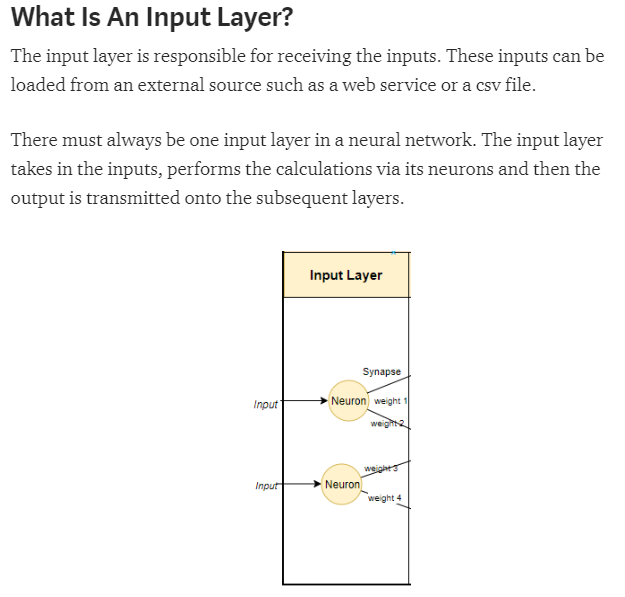 What Is An Input Layer?
The input layer is responsible for receiving the inputs. These inputs can be
loaded from an external source such as a web service or a csv file.
There must always be one input layer in a neural network. The input layer
takes in the inputs, performs the calculations via its neurons and then the
output is transmitted onto the subsequent layers.
Input Layer
Synapse
Input
Neuron
weight 1
weight 2
weight 3
Input
Neuron
weight 4